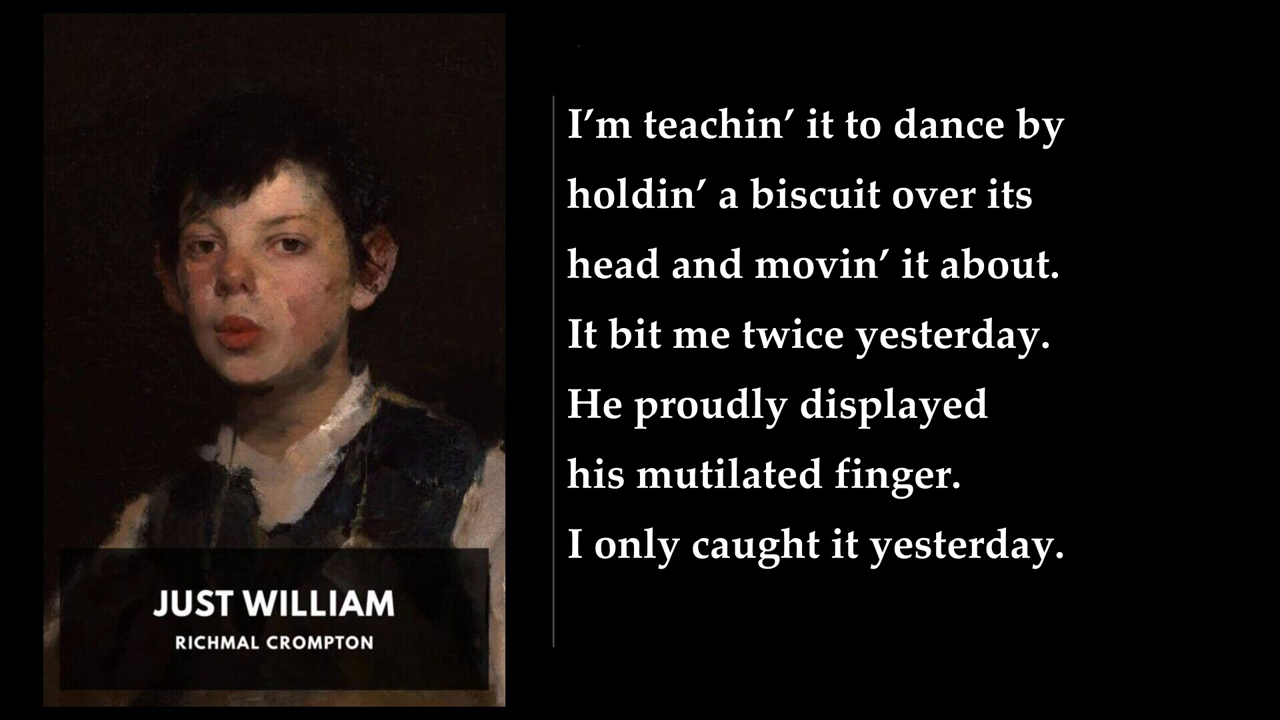 JUST WILLIAM
RICHMAL CROMPTON
I’m teachin’ it to dance by
holdin’ a biscuit over its
head and movin’ it about.
It bit me twice yesterday.
He proudly displayed
his mutilated finger.
I only caught it yesterday.